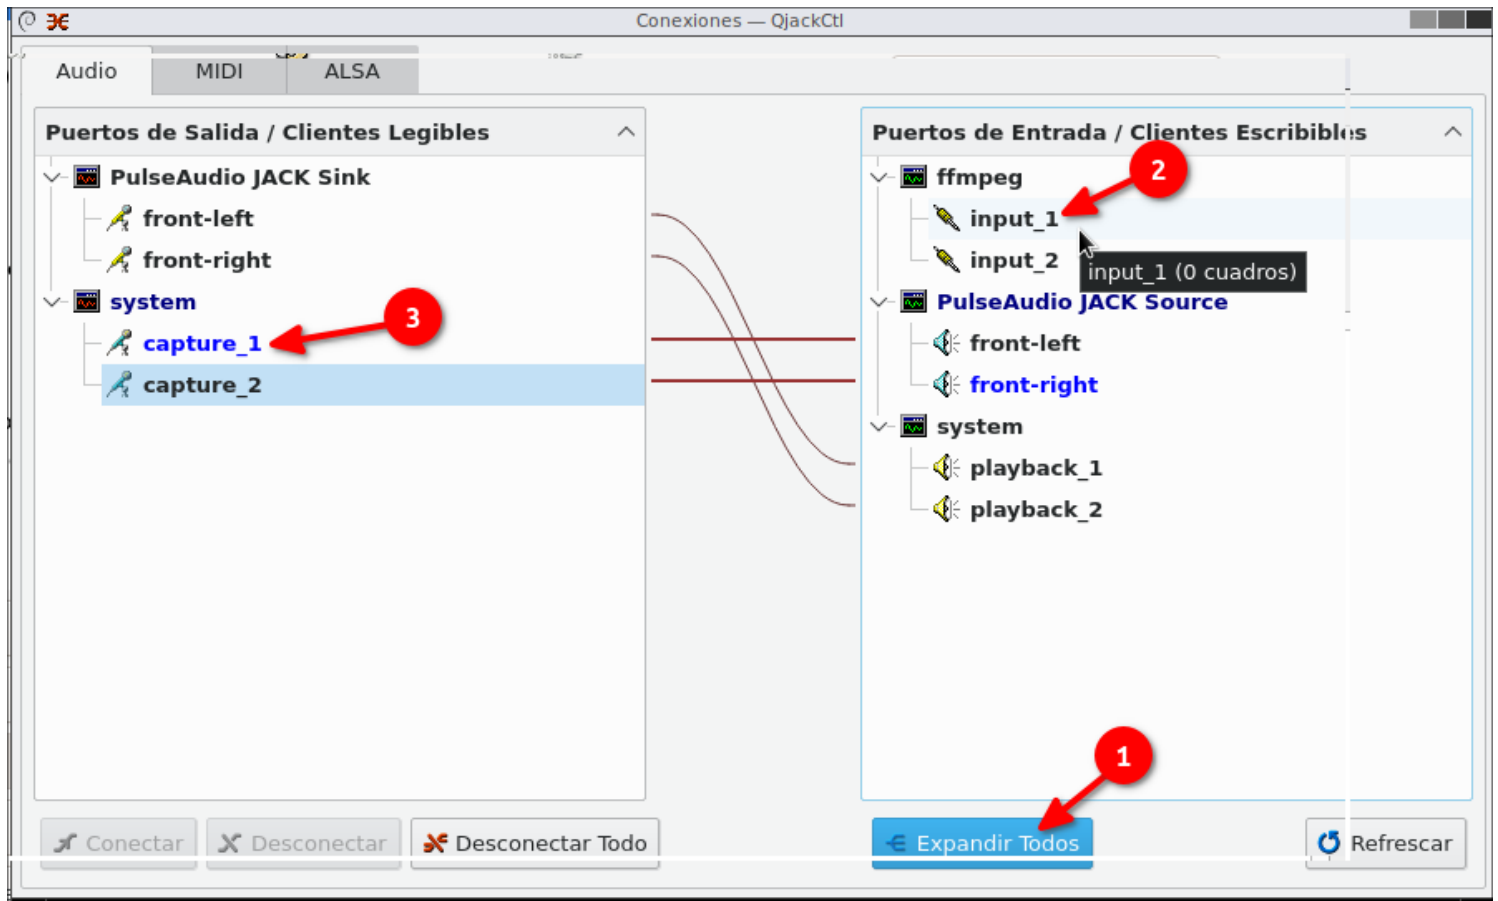 Conexiones — QjackCtl
Audio
MIDI
ALSA
Puertos de Salida / Clientes Legibles
PulseAudio JACK Sink
front-left
front-right
system
capture_1
capture_2
3
Puertos de Entrada / Clientes Escribibles
2
ffmpeg
input_1
input_2
input_1 (0 cuadros)
PulseAudio JACK Source
front-left
front-right
system
playback_1
playback_2
1
Conectar
Desconectar
Desconectar Todo
Expandir Todos
Refrescar